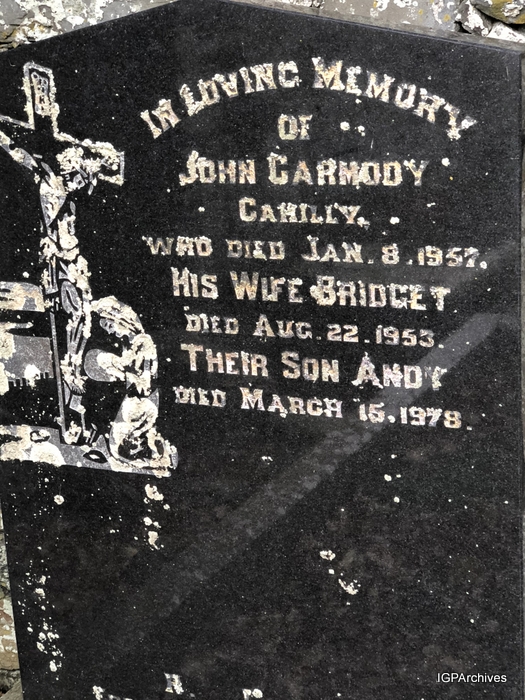 IN LOVING MEMORY
OF
JOHN CARMODY
CAHILLY.
WHO DIED JAN. 8. 1957.
HIS WIFE BRIDGET
DIED AUG. 22. 1953.
THEIR SON ANDY
DIED MARCH 15. 1978.
IGPArchives